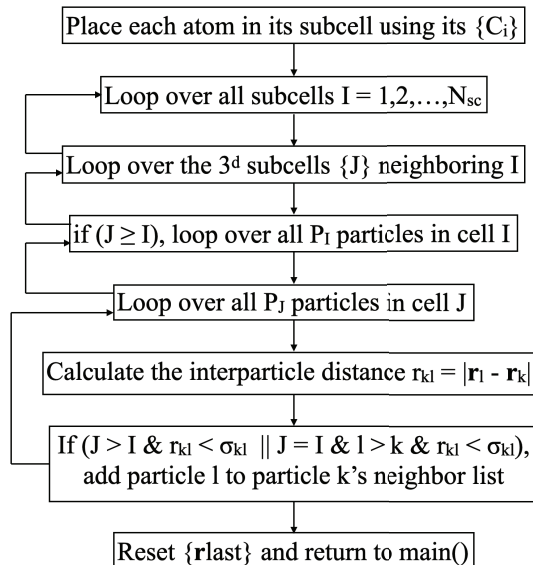 Place each atom in its subcell using its {Cᵢ}
Loop over all subcells I = 1,2,…,N_sc
Loop over the 3ᵈ subcells {J} neighboring I
if (J ≥ I), loop over all P_I particles in cell I
Loop over all P_J particles in cell J
Calculate the interparticle distance r_kl = |r_l - r_k|
If (J > I & r_kl < σ_kl || J = I & l > k & r_kl < σ_kl),
add particle l to particle k's neighbor list
Reset {rlast} and return to main()